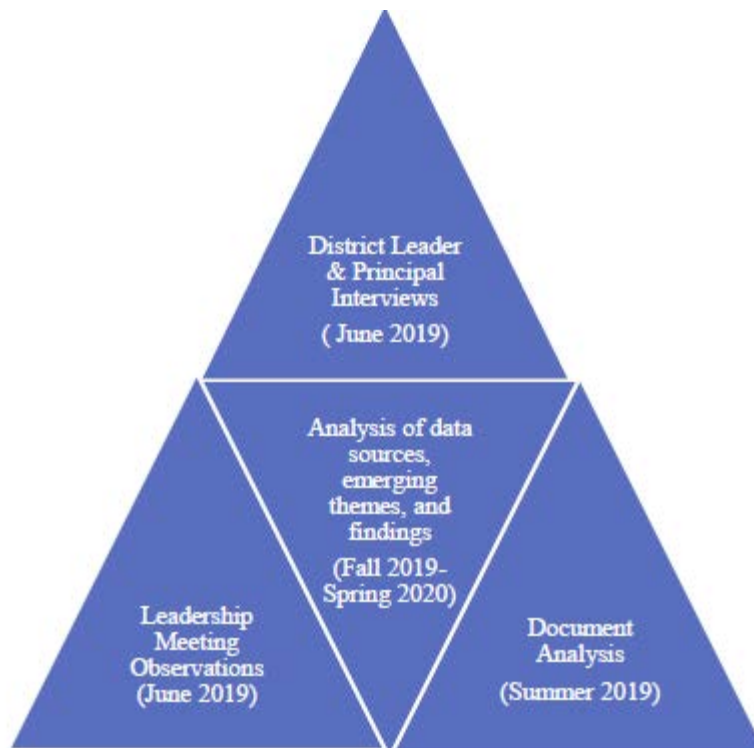 District Leader
& Principal
Interviews
( June 2019)
Analysis of data
sources,
emerging
themes, and
findings
(Fall 2019-
Spring 2020)
Leadership
Meeting
Observations
(June 2019)
Document
Analysis
(Summer 2019)